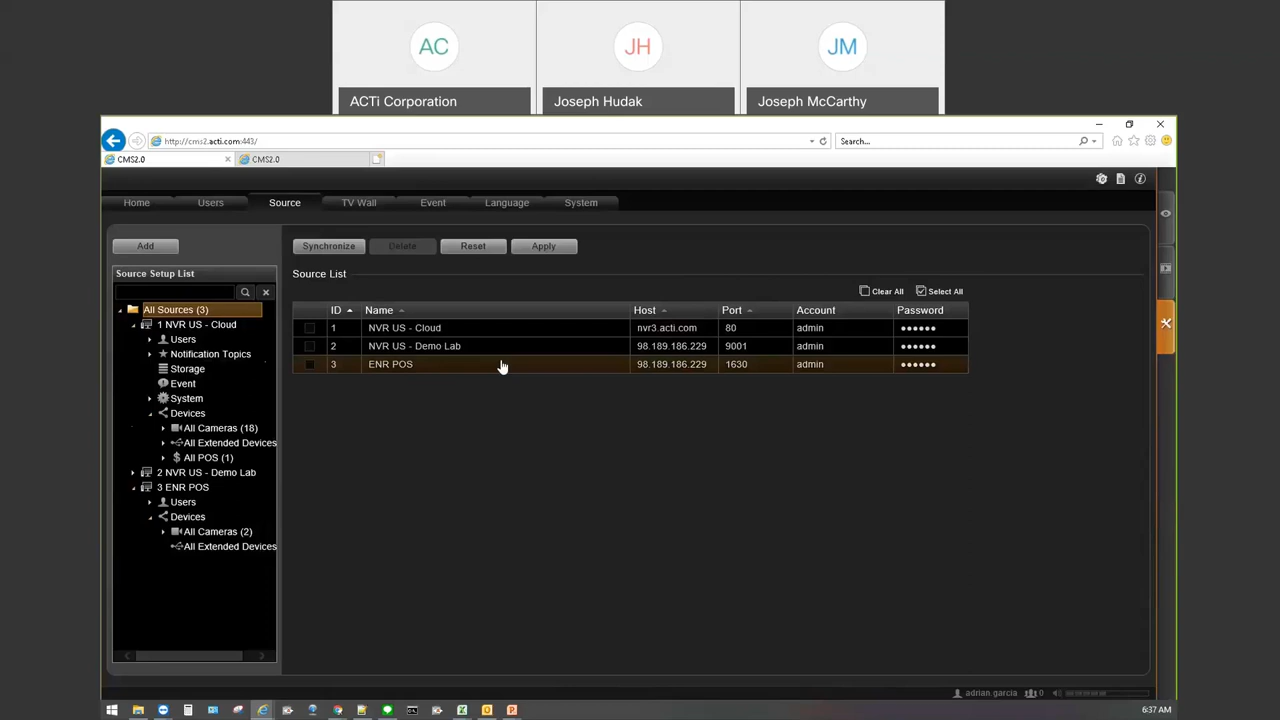 AC
JH
JM
ACTi Corporation
Joseph Hudak
Joseph McCarthy
http://cms2.acti.com:443/
Search...
CMS2.0
CMS2.0
Home
Users
Source
TV Wall
Event
Language
System
Add
Synchronize
Delete
Reset
Apply
Source Setup List
Source List
Clear All
Select All
All Sources (3)
1 NVR US - Cloud
Users
Notification Topics
Storage
Event
System
Devices
All Cameras (18)
All Extended Devices
All POS (1)
2 NVR US - Demo Lab
3 ENR POS
Users
Devices
All Cameras (2)
All Extended Devices
ID Name Host Port Account Password
1 NVR US - Cloud nvr3.acti.com 80 admin ●●●●●●
2 NVR US - Demo Lab 98.189.186.229 9001 admin ●●●●●●
3 ENR POS 98.189.186.229 1630 admin ●●●●●●
adrian.garcia
0
6:37 AM